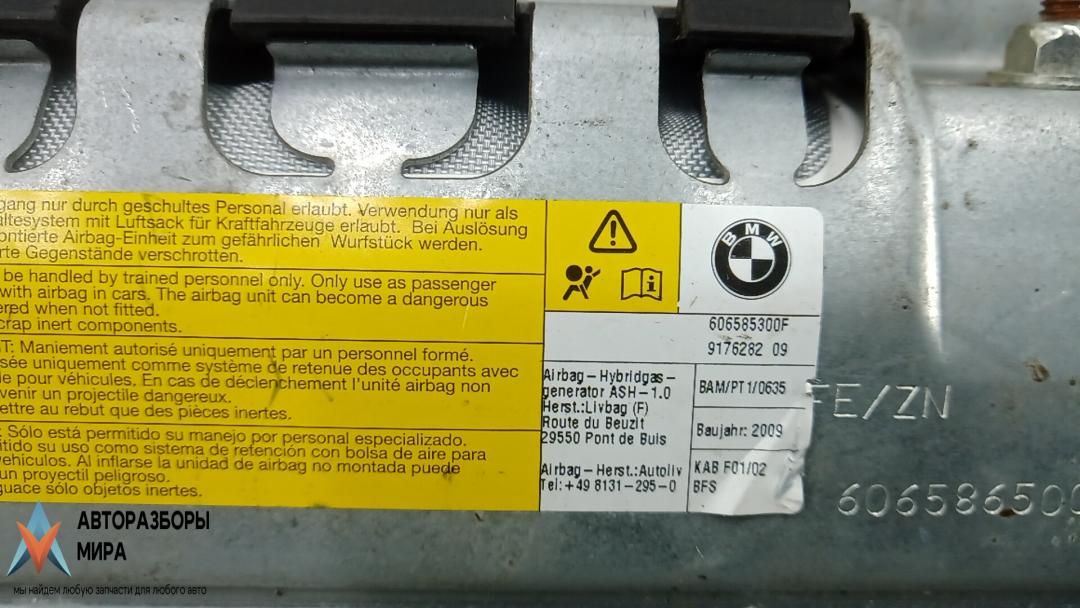 gang nur durch geschultes Personal erlaubt. Verwendung nur als
altesystem mit Luftsack für Kraftfahrzeuge erlaubt. Bei Auslösung
ontierte Airbag-Einheit zum gefährlichen Wurfstück werden.
rte Gegenstände verschrotten.
be handled by trained personnel only. Only use as passenger
with airbag in cars. The airbag unit can become a dangerous
ered when not fitted.
crap inert components.
T: Maniement autorisé uniquement par un personnel formé.
sée uniquement comme système de retenue des occupants avec
le pour véhicules. En cas de déclenchement l'unité airbag non
venir un projectile dangereux.
ettre au rebut que des pièces inertes.
: Sólo está permitido su manejo por personal especializado.
itido su uso como sistema de retención con bolsa de aire para
vehículos. Al inflarse la unidad de airbag no montada puede
un proyectil peligroso.
guace sólo objetos inertes.
BMW
606585300F
9176282 09
Airbag-Hybridgas-
generator ASH-1.0
Herst.:Livbag (F)
Route du Beuzit
29550 Pont de Buis
Airbag-Herst.:Autoliv
Tel: +49 8131-295-0
BAM/PT1/0635
Baujahr: 2009
KAB F01/02
BFS
FE/ZN
606586500
АВТОРАЗБОРЫ
МИРА
мы найдем любую запчасти для любого авто